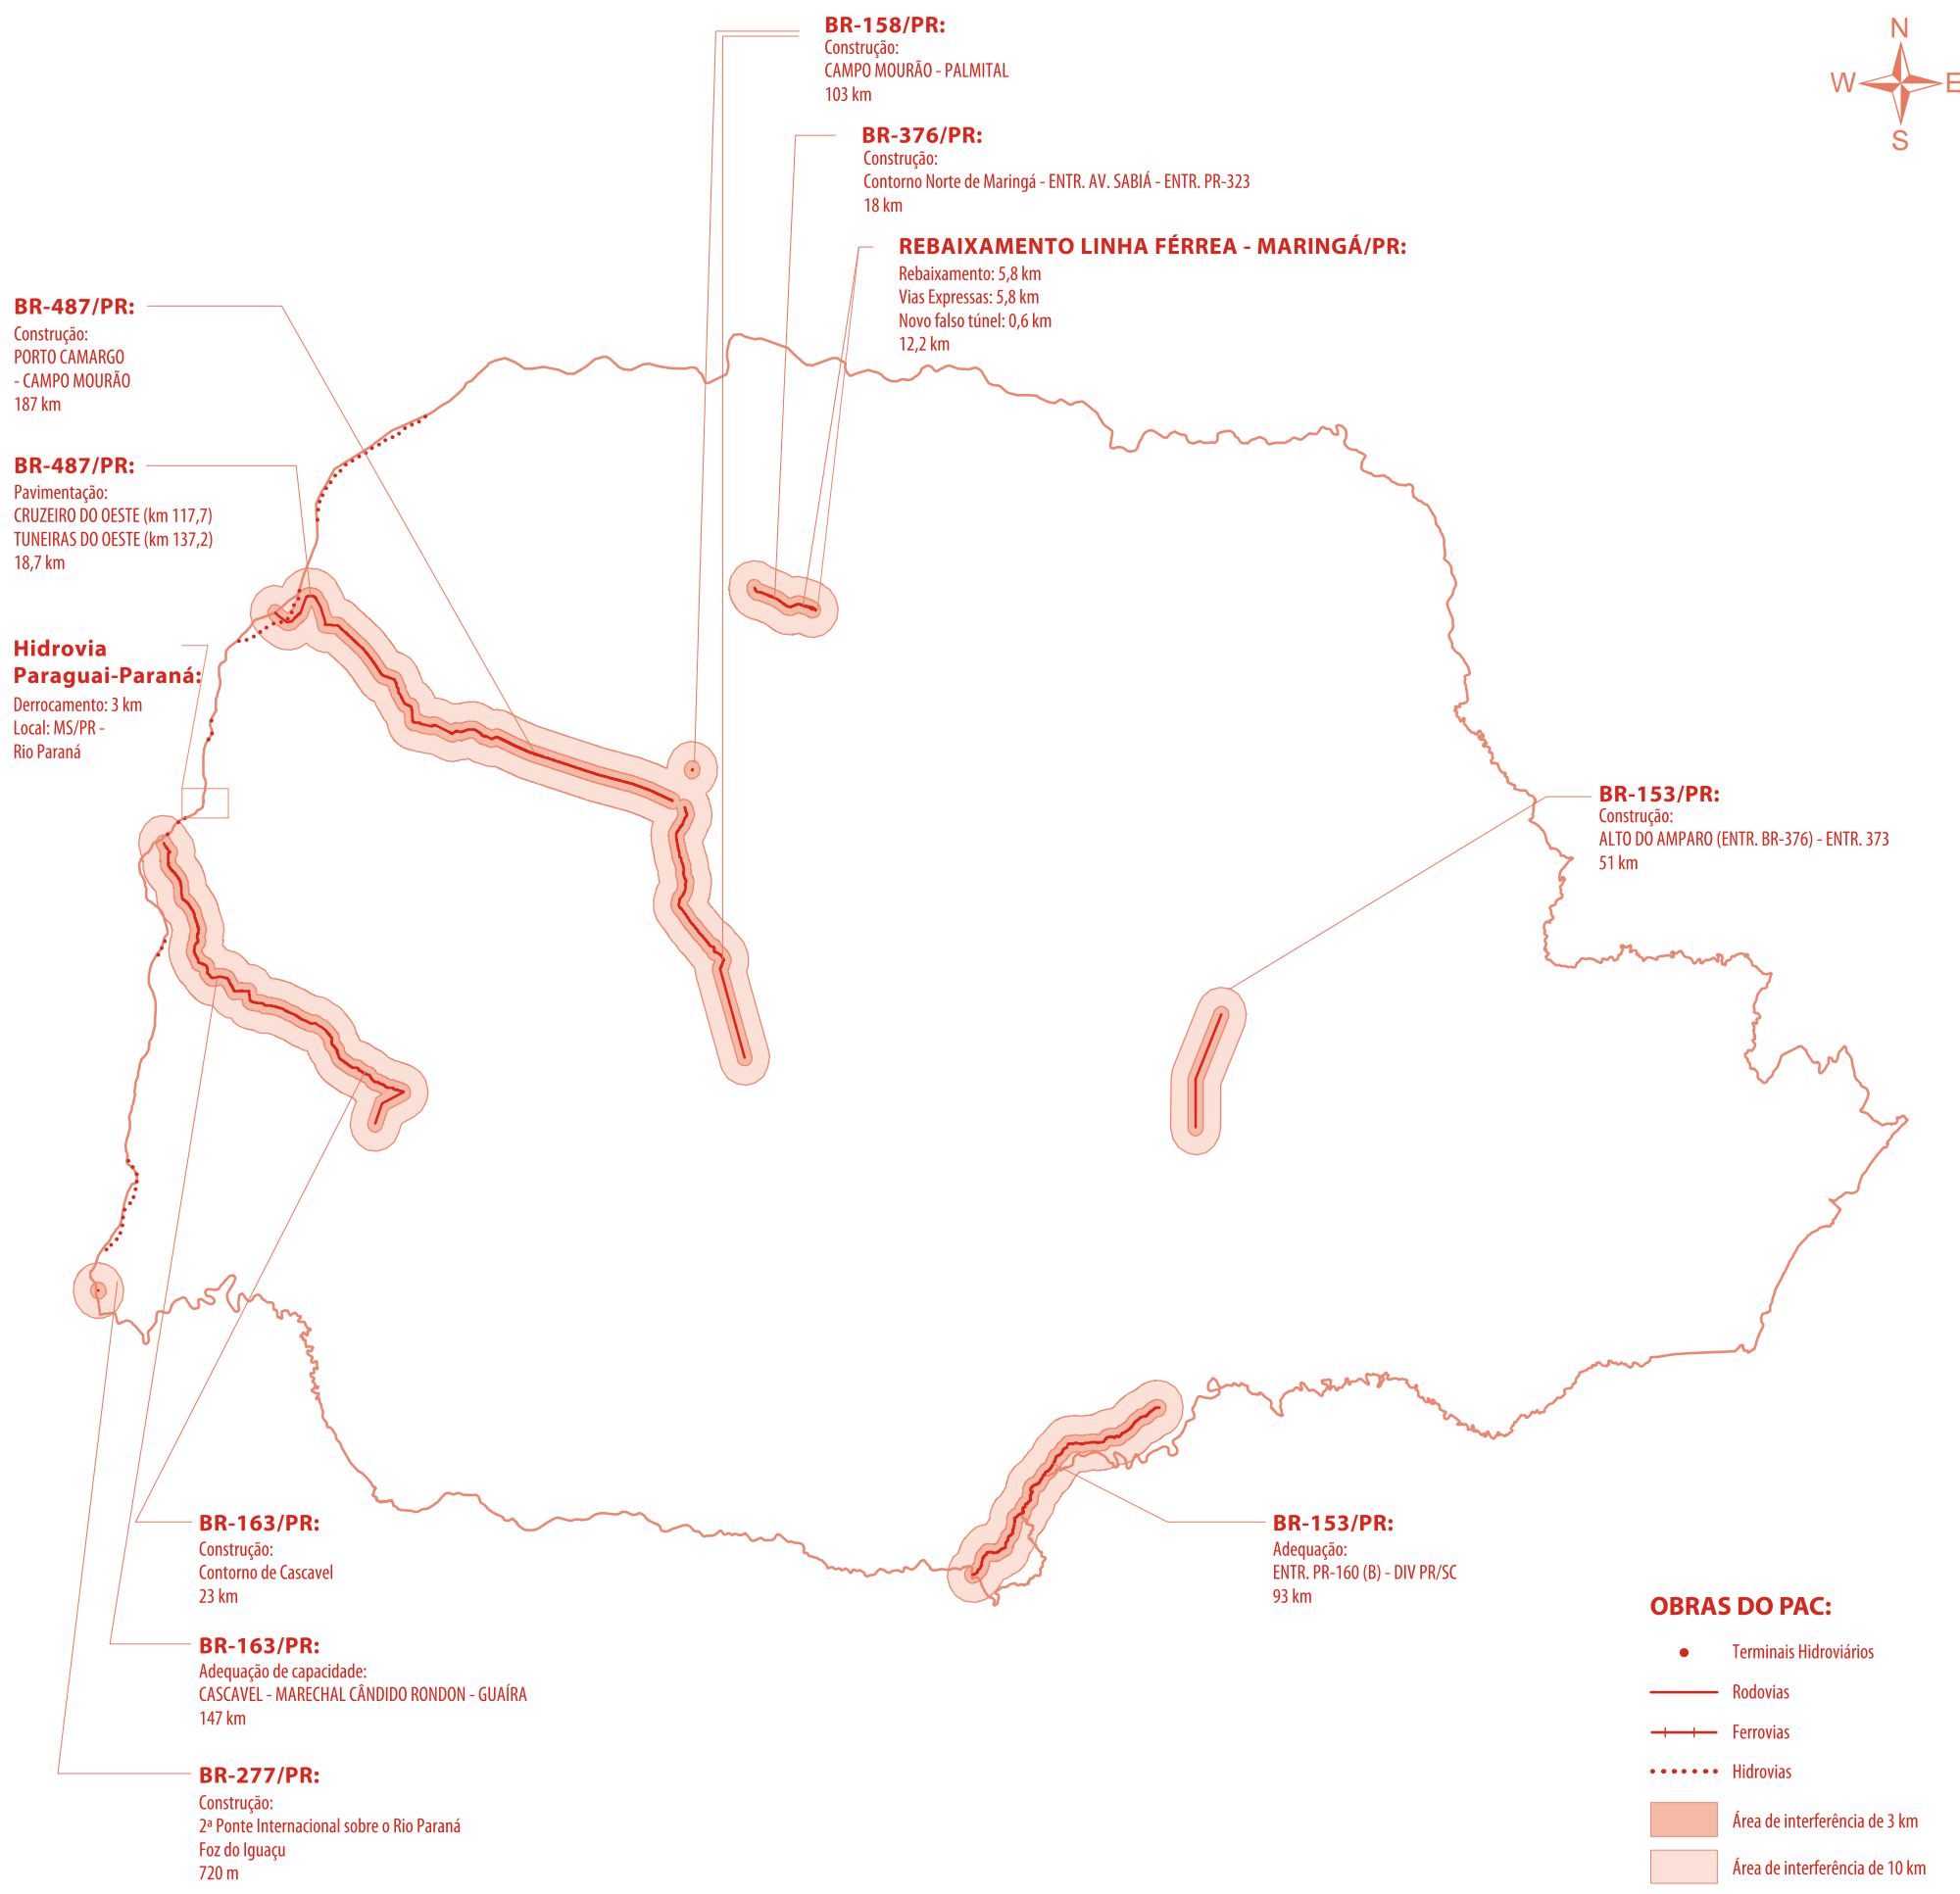 BR-158/PR:
Construção:
CAMPO MOURÃO - PALMITAL
103 km
N
W
E
S
BR-376/PR:
Construção:
Contorno Norte de Maringá - ENTR. AV. SABIÁ - ENTR. PR-323
18 km
REBAIXAMENTO LINHA FÉRREA - MARINGÁ/PR:
Rebaixamento: 5,8 km
Vias Expressas: 5,8 km
Novo falso túnel: 0,6 km
12,2 km
BR-487/PR:
Construção:
PORTO CAMARGO
- CAMPO MOURÃO
187 km
BR-487/PR:
Pavimentação:
CRUZEIRO DO OESTE (km 117,7)
TUNEIRAS DO OESTE (km 137,2)
18,7 km
Hidrovia
Paraguai-Paraná:
Derrocamento: 3 km
Local: MS/PR -
Rio Paraná
BR-153/PR:
Construção:
ALTO DO AMPARO (ENTR. BR-376) - ENTR. 373
51 km
BR-163/PR:
Construção:
Contorno de Cascavel
23 km
BR-163/PR:
Adequação de capacidade:
CASCAVEL - MARECHAL CÂNDIDO RONDON - GUAÍRA
147 km
BR-277/PR:
Construção:
2ª Ponte Internacional sobre o Rio Paraná
Foz do Iguaçu
720 m
BR-153/PR:
Adequação:
ENTR. PR-160 (B) - DIV PR/SC
93 km
OBRAS DO PAC:
Terminais Hidroviários
Rodovias
Ferrovias
Hidrovias
Área de interferência de 3 km
Área de interferência de 10 km